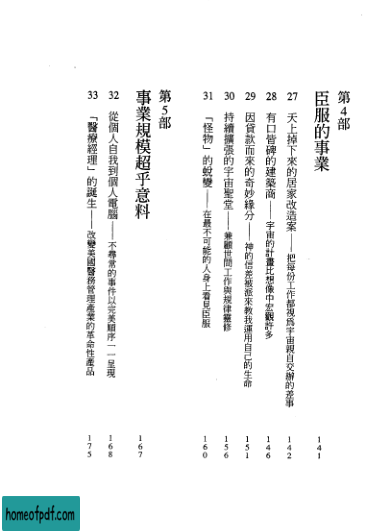 第4部
臣服的事業 141
27 天上掉下來的居家改造案——把每份工作都視為宇宙親自交辦的差事 142
28 有口皆碑的建築商——宇宙的計畫比想像中宏觀許多 146
29 因貸款而來的奇妙緣分——神的信差被派來教我運用自己的生命 151
30 持續擴張的宇宙聖堂——兼顧世間工作與規律靈修 156
31 「怪物」的蛻變——在最不可能的人身上看見臣服 160
第5部
事業規模超乎意料 167
32 從個人自我到個人電腦——不尋常的事件以完美順序一一呈現 168
33 「醫療經理」的誕生——改變美國醫務管理產業的革命性產品 175
homeofpdf.com